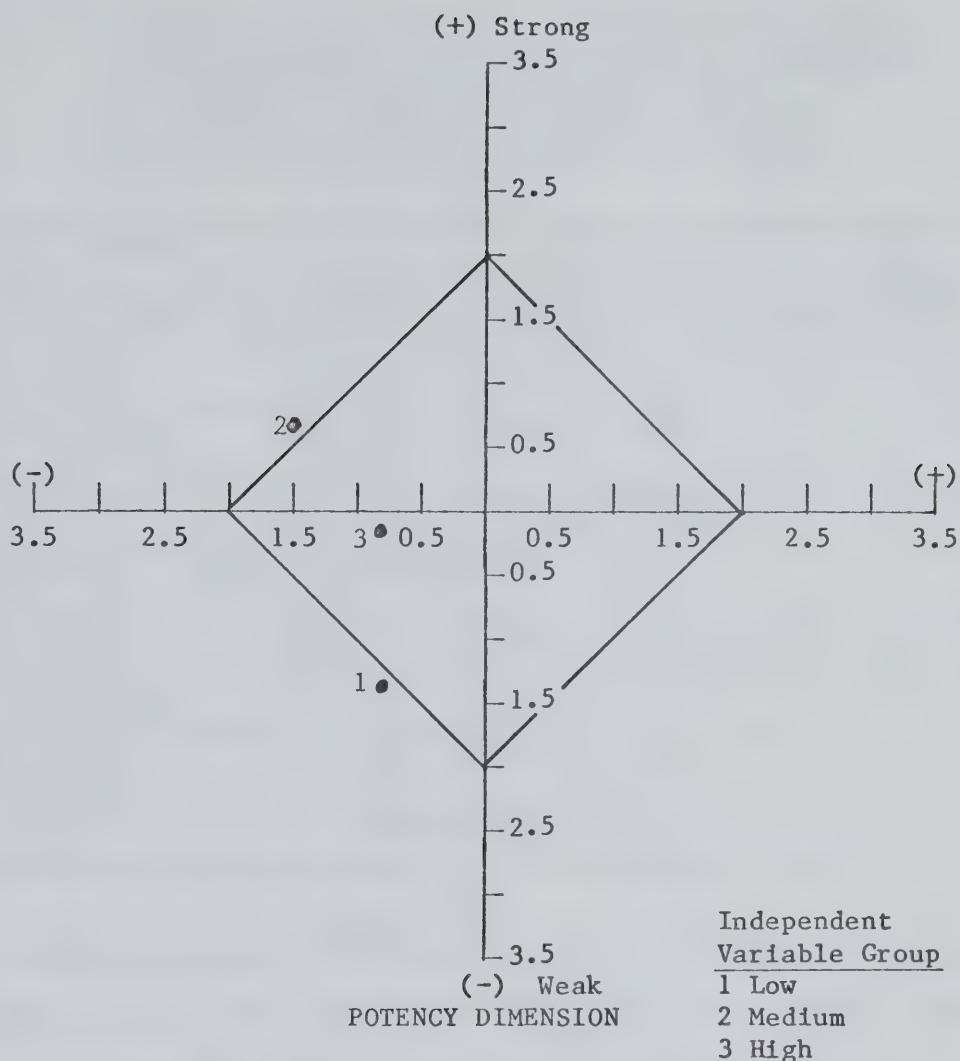 (+) Strong
3.5
2.5
1.5
2
0.5
(-) (+)
3.5 2.5 1.5 3 0.5 0.5 1.5 2.5 3.5
0.5
1
1.5
2.5
3.5
(-) Weak
POTENCY DIMENSION
Independent
Variable Group
1 Low
2 Medium
3 High